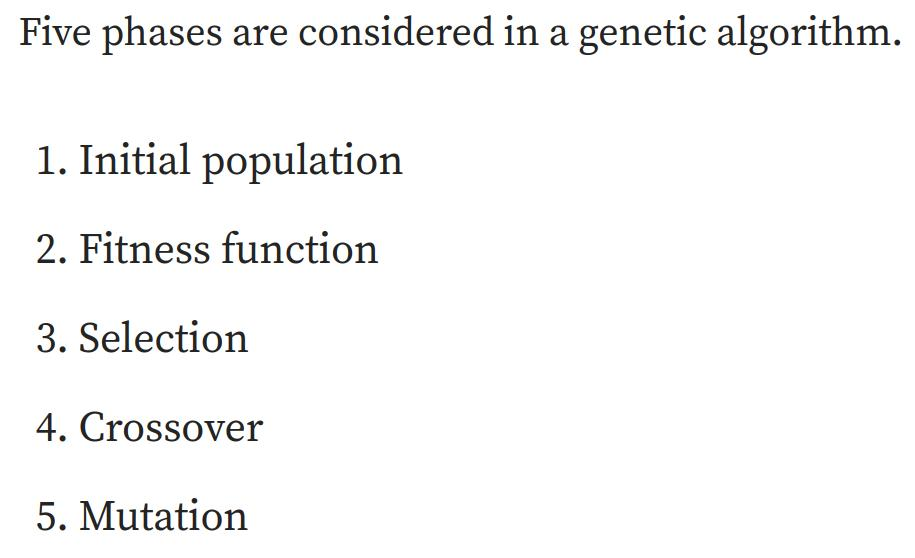 Five phases are considered in a genetic algorithm.
1. Initial population
2. Fitness function
3. Selection
4. Crossover
5. Mutation